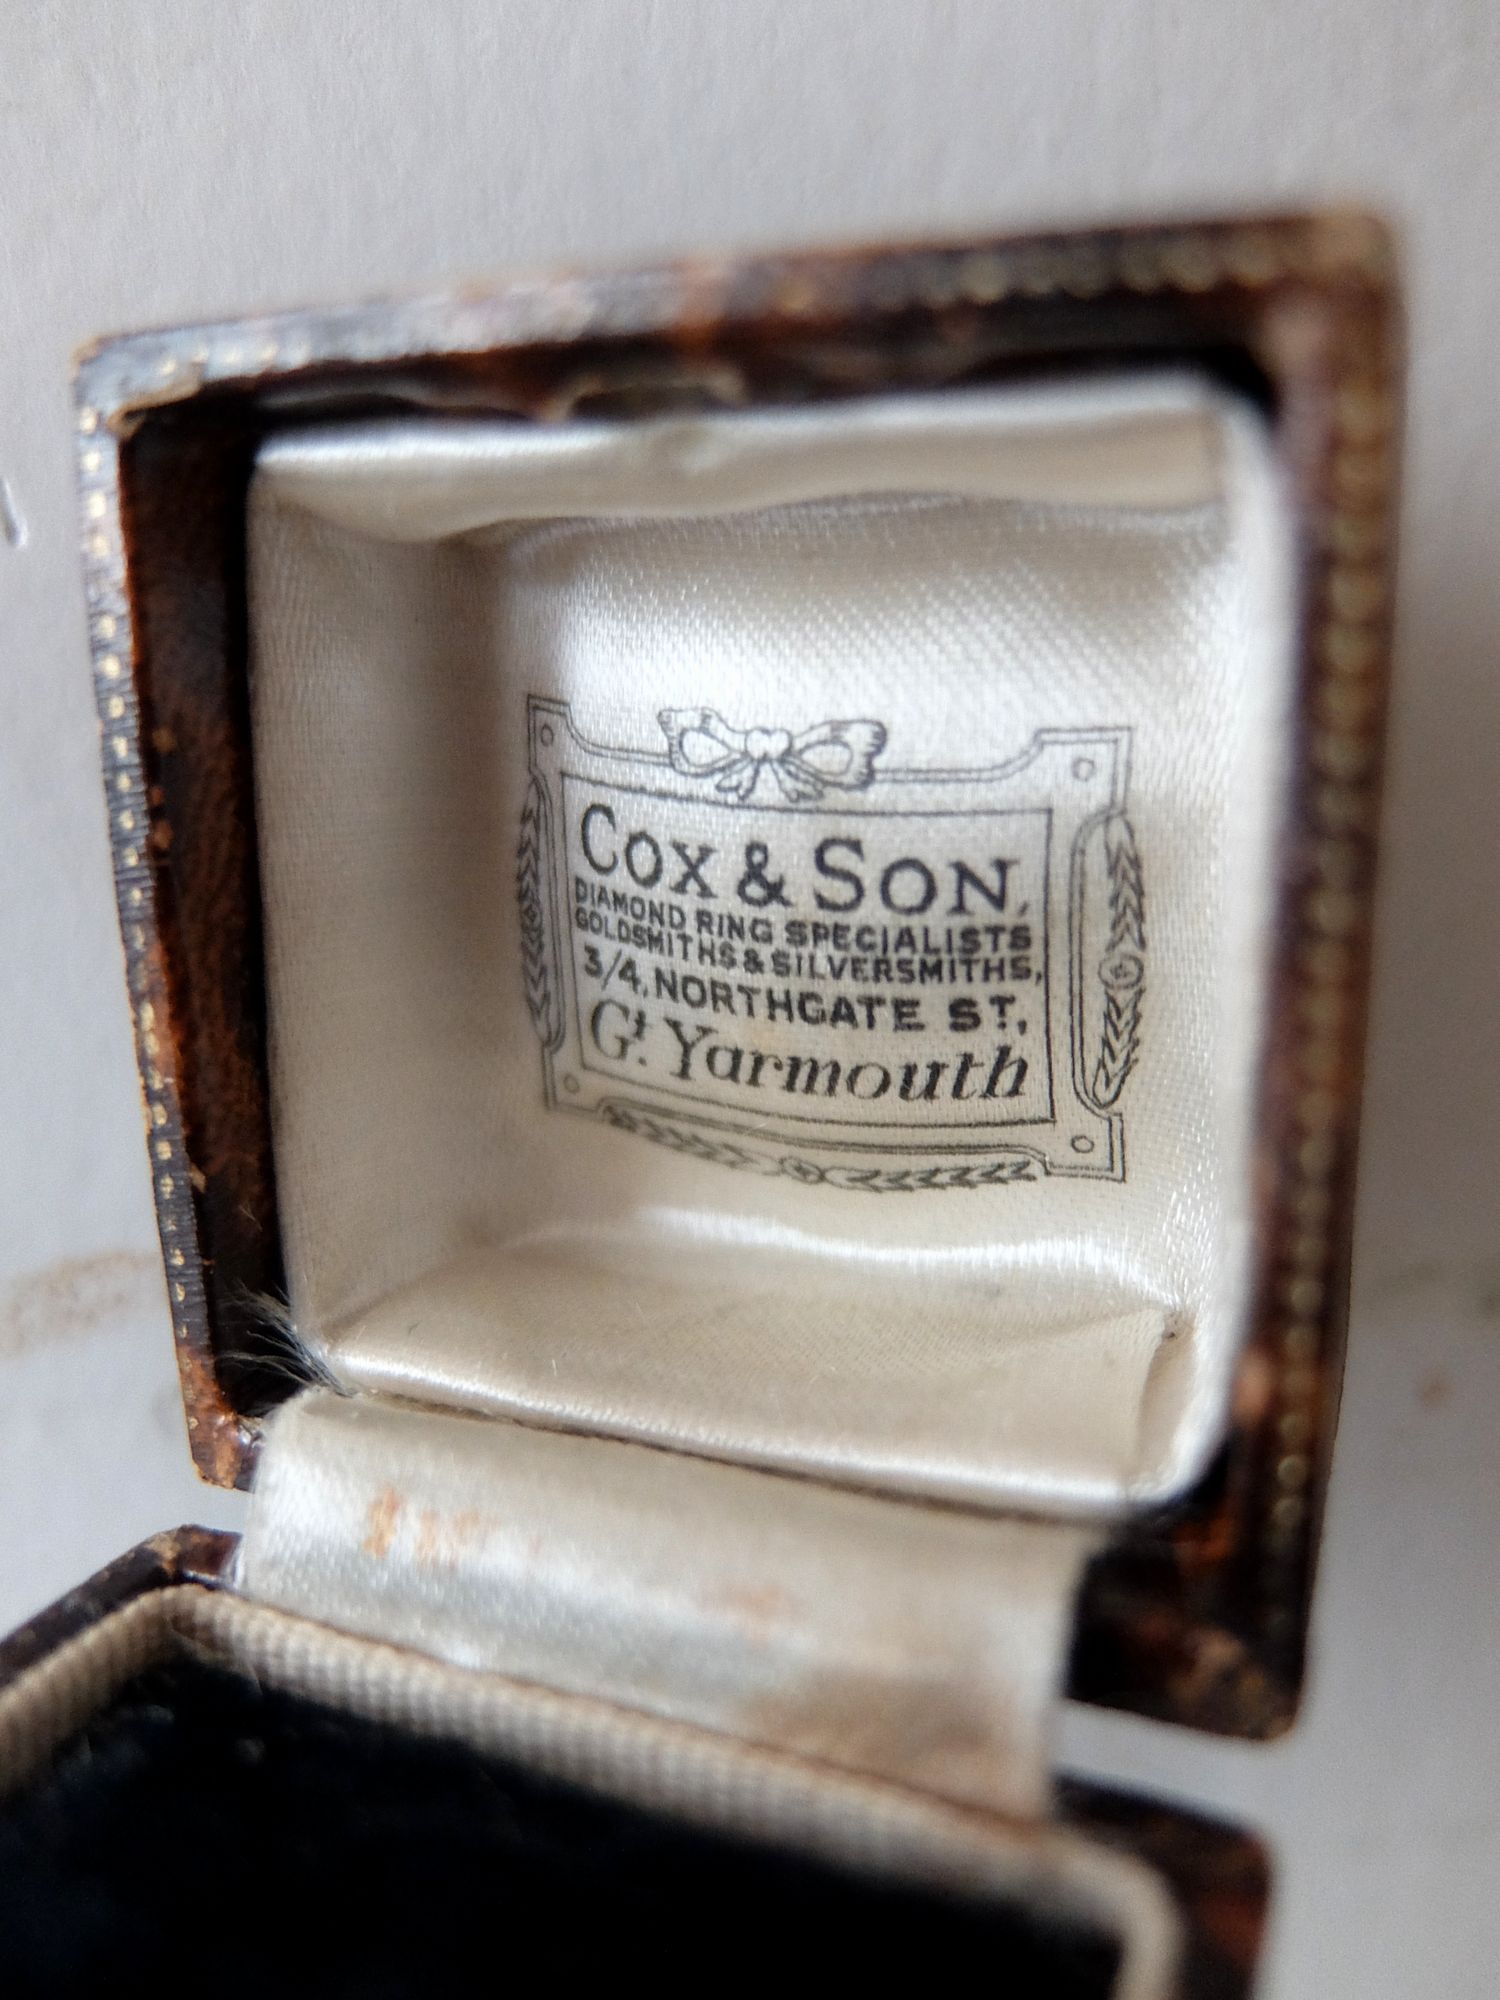 COX & SON,
DIAMOND RING SPECIALISTS
GOLDSMITHS & SILVERSMITHS,
3/4, NORTHGATE ST,
Gt. Yarmouth